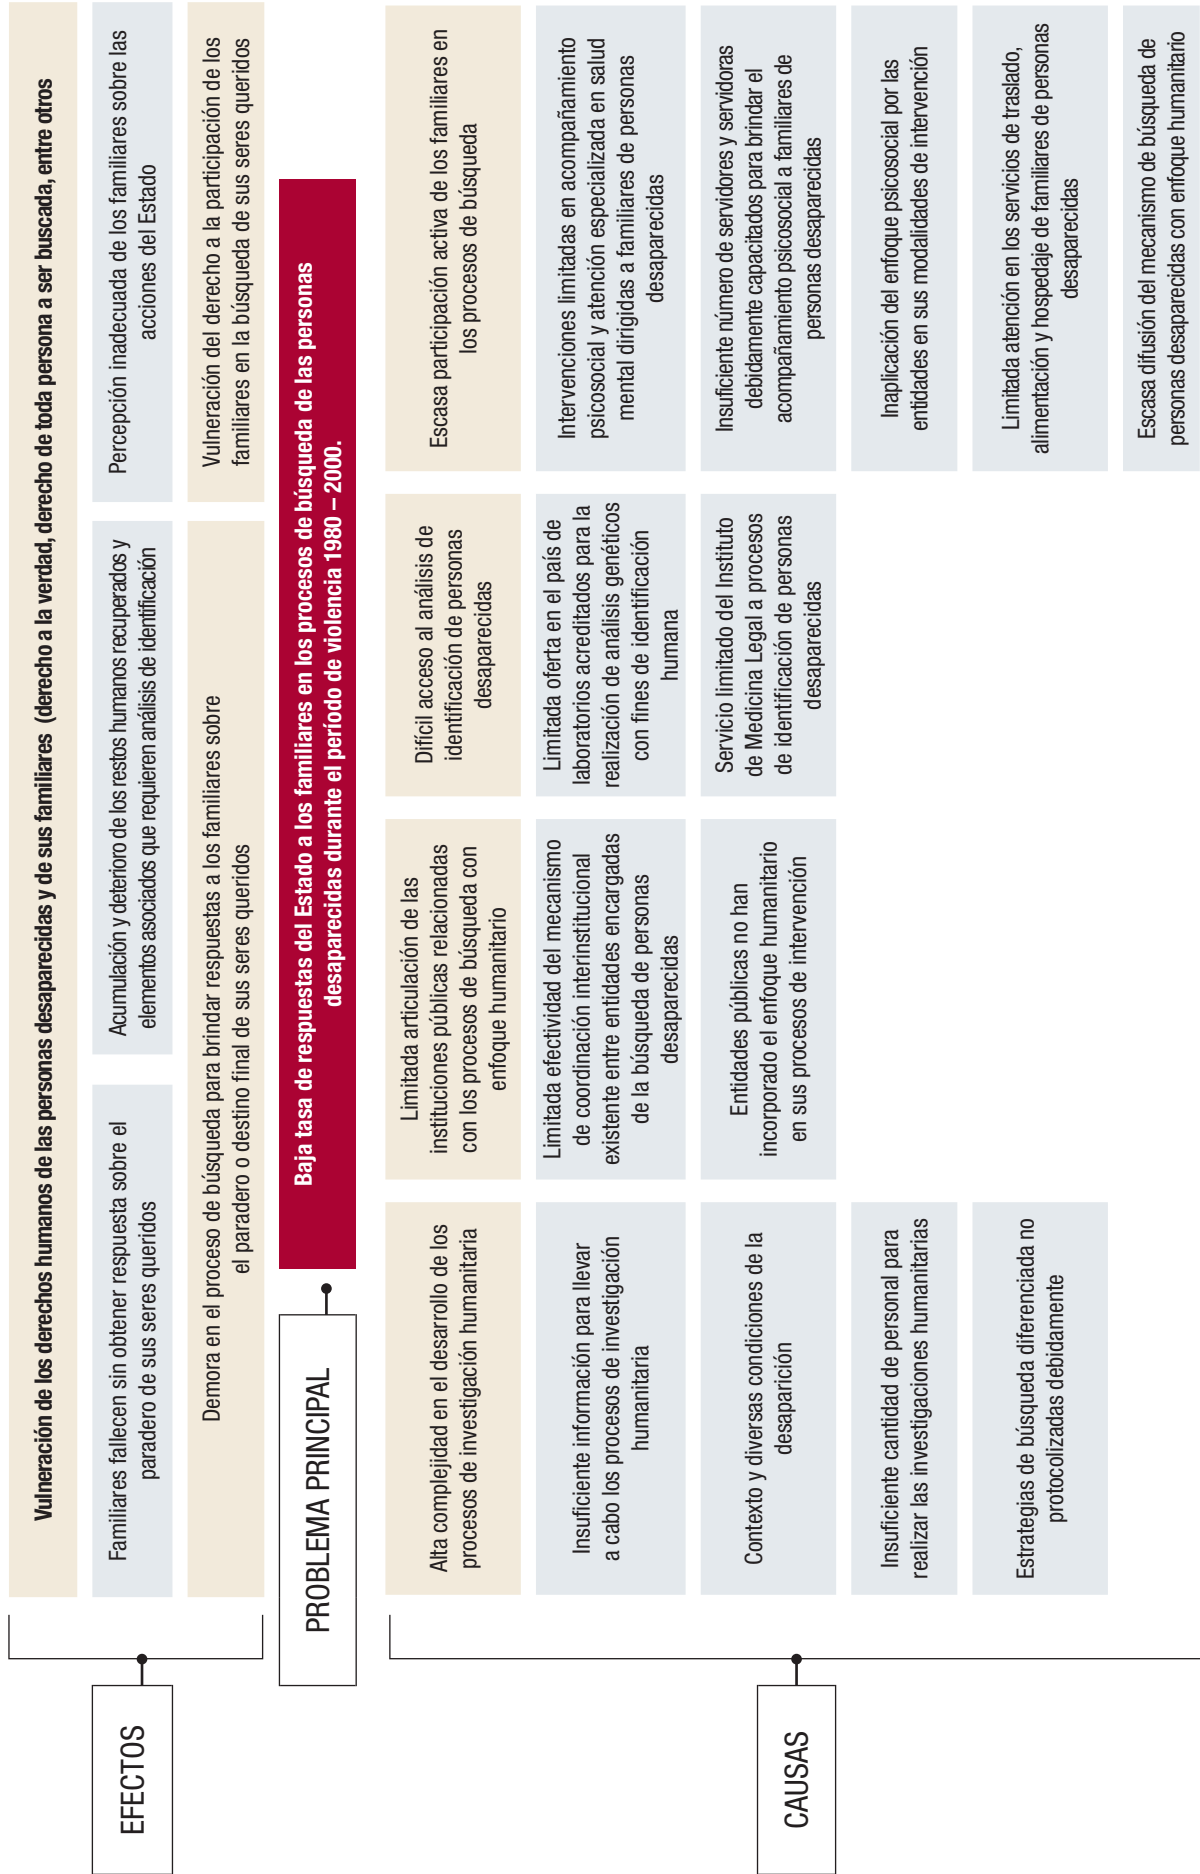 EFECTOS
Vulneración de los derechos humanos de las personas desaparecidas y de sus familiares (derecho a la verdad, derecho de toda persona a ser buscada, entre otros
Familiares fallecen sin obtener respuesta sobre el
paradero de sus seres queridos
Acumulación y deterioro de los restos humanos recuperados y
elementos asociados que requieren análisis de identificación
Percepción inadecuada de los familiares sobre las
acciones del Estado
Demora en el proceso de búsqueda para brindar respuestas a los familiares sobre
el paradero o destino final de sus seres queridos
Vulneración del derecho a la participación de los
familiares en la búsqueda de sus seres queridos
PROBLEMA PRINCIPAL
Baja tasa de respuestas del Estado a los familiares en los procesos de búsqueda de las personas
desaparecidas durante el período de violencia 1980 – 2000.
CAUSAS
Alta complejidad en el desarrollo de los
procesos de investigación humanitaria
Insuficiente información para llevar
a cabo los procesos de investigación
humanitaria
Contexto y diversas condiciones de la
desaparición
Insuficiente cantidad de personal para
realizar las investigaciones humanitarias
Estrategias de búsqueda diferenciada no
protocolizadas debidamente
Limitada articulación de las
instituciones públicas relacionadas
con los procesos de búsqueda con
enfoque humanitario
Limitada efectividad del mecanismo
de coordinación interinstitucional
existente entre entidades encargadas
de la búsqueda de personas
desaparecidas
Entidades públicas no han
incorporado el enfoque humanitario
en sus procesos de intervención
Difícil acceso al análisis de
identificación de personas
desaparecidas
Limitada oferta en el país de
laboratorios acreditados para la
realización de análisis genéticos
con fines de identificación
humana
Servicio limitado del Instituto
de Medicina Legal a procesos
de identificación de personas
desaparecidas
Escasa participación activa de los familiares en
los procesos de búsqueda
Intervenciones limitadas en acompañamiento
psicosocial y atención especializada en salud
mental dirigidas a familiares de personas
desaparecidas
Insuficiente número de servidores y servidoras
debidamente capacitados para brindar el
acompañamiento psicosocial a familiares de
personas desaparecidas
Inaplicación del enfoque psicosocial por las
entidades en sus modalidades de intervención
Limitada atención en los servicios de traslado,
alimentación y hospedaje de familiares de personas
desaparecidas
Escasa difusión del mecanismo de búsqueda de
personas desaparecidas con enfoque humanitario